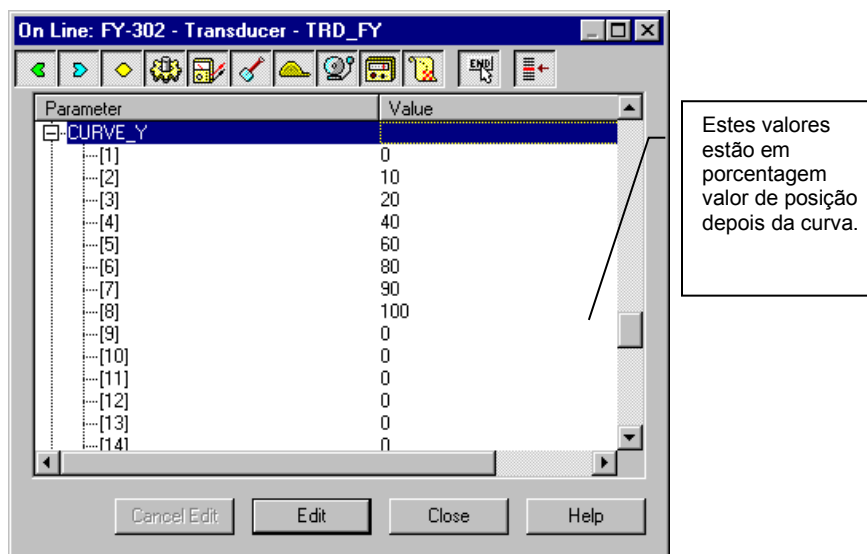 On Line: FY-302 - Transducer - TRD_FY
END
Parameter Value
CURVE_Y
[1] 0
[2] 10
[3] 20
[4] 40
[5] 60
[6] 80
[7] 90
[8] 100
[9] 0
[10] 0
[11] 0
[12] 0
[13] 0
[14] 0
Cancel Edit Edit Close Help
Estes valores
estão em
porcentagem
valor de posição
depois da curva.